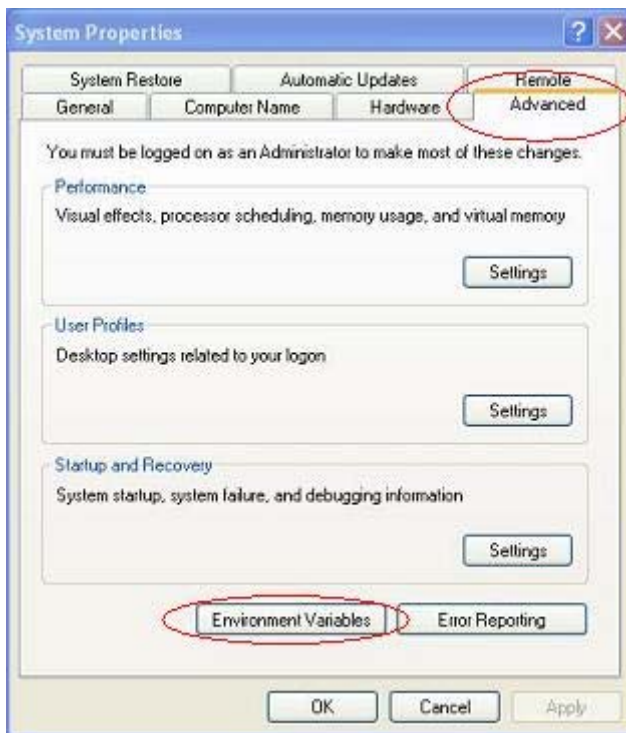 System Properties
System Restore
Automatic Updates
Remote
General
Computer Name
Hardware
Advanced
You must be logged on as an Administrator to make most of these changes.
Performance
Visual effects, processor scheduling, memory usage, and virtual memory
Settings
User Profiles
Desktop settings related to your logon
Settings
Startup and Recovery
System startup, system failure, and debugging information
Settings
Environment Variables
Error Reporting
OK
Cancel
Apply